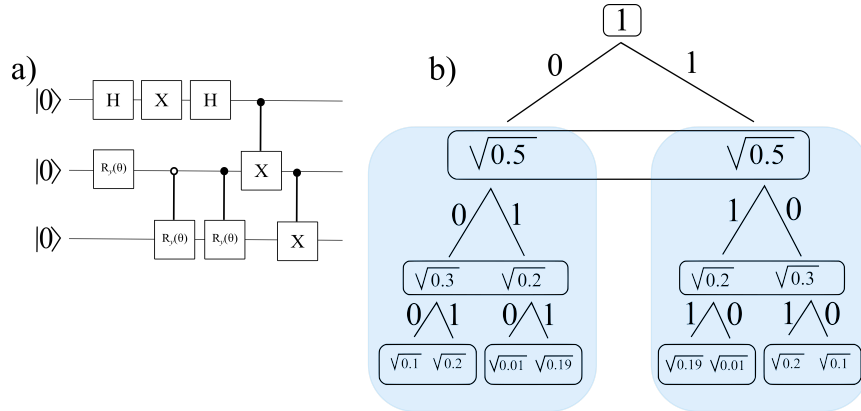 a)
|0⟩ H X H
|0⟩ R_y(θ) X
|0⟩ R_y(θ) R_y(θ) X
b)
1
0 1
√0.5 √0.5
0 1 1 0
√0.3 √0.2 √0.2 √0.3
0 1 0 1 1 0 1 0
√0.1 √0.2 √0.01 √0.19 √0.19 √0.01 √0.2 √0.1